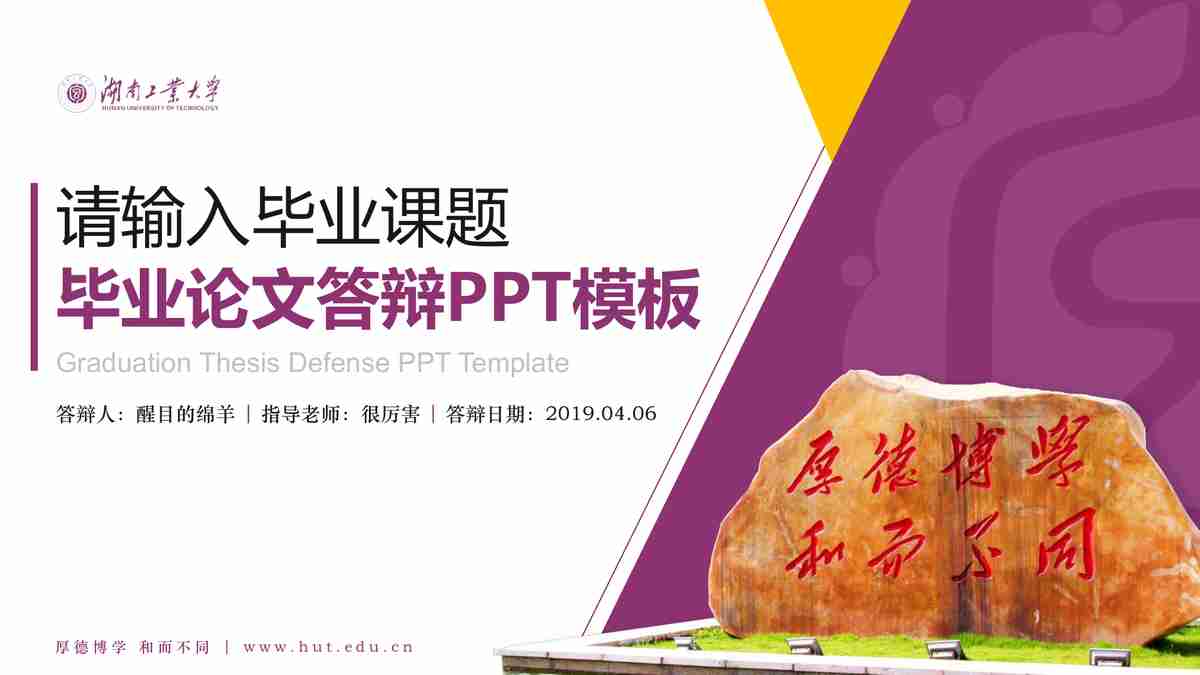 湖南工业大学
HUNAN UNIVERSITY OF TECHNOLOGY
请输入毕业课题
毕业论文答辩PPT模板
Graduation Thesis Defense PPT Template
答辩人：醒目的绵羊 | 指导老师：很厉害 | 答辩日期：2019.04.06
厚德博學
和而不同
厚德博学 和而不同 | www.hut.edu.cn